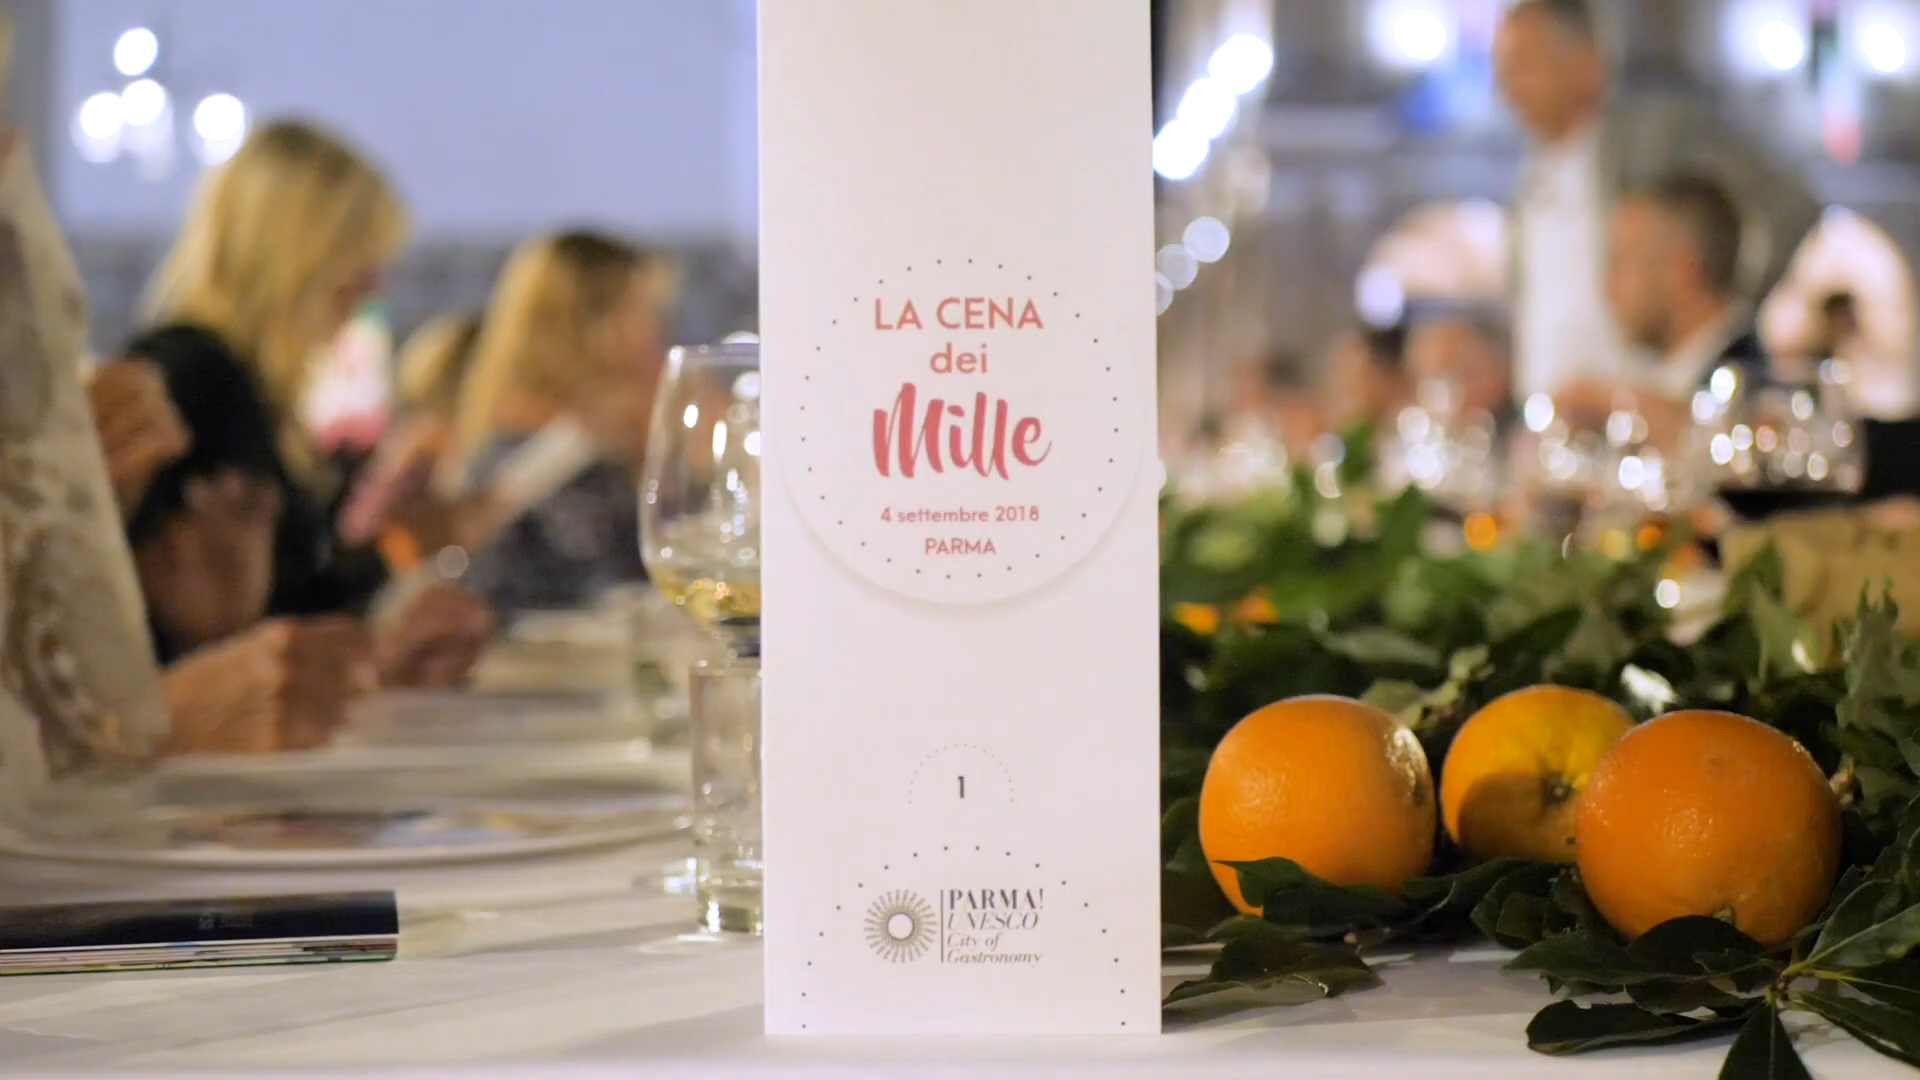 LA CENA
dei
Mille
4 settembre 2018
PARMA
1
PARMA!
UNESCO
City of
Gastronomy